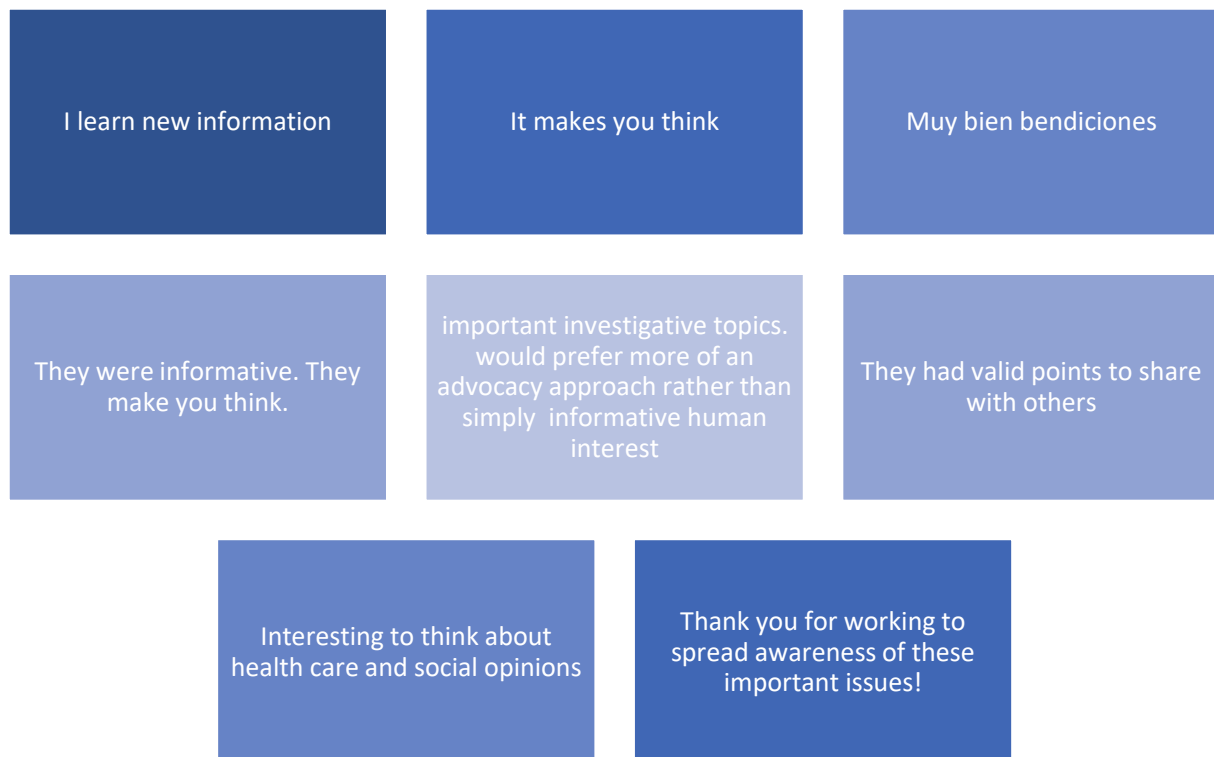 I learn new information
It makes you think
Muy bien bendiciones
They were informative. They
make you think.
important investigative topics.
would prefer more of an
advocacy approach rather than
simply  informative human
interest
They had valid points to share
with others
Interesting to think about
health care and social opinions
Thank you for working to
spread awareness of these
important issues!